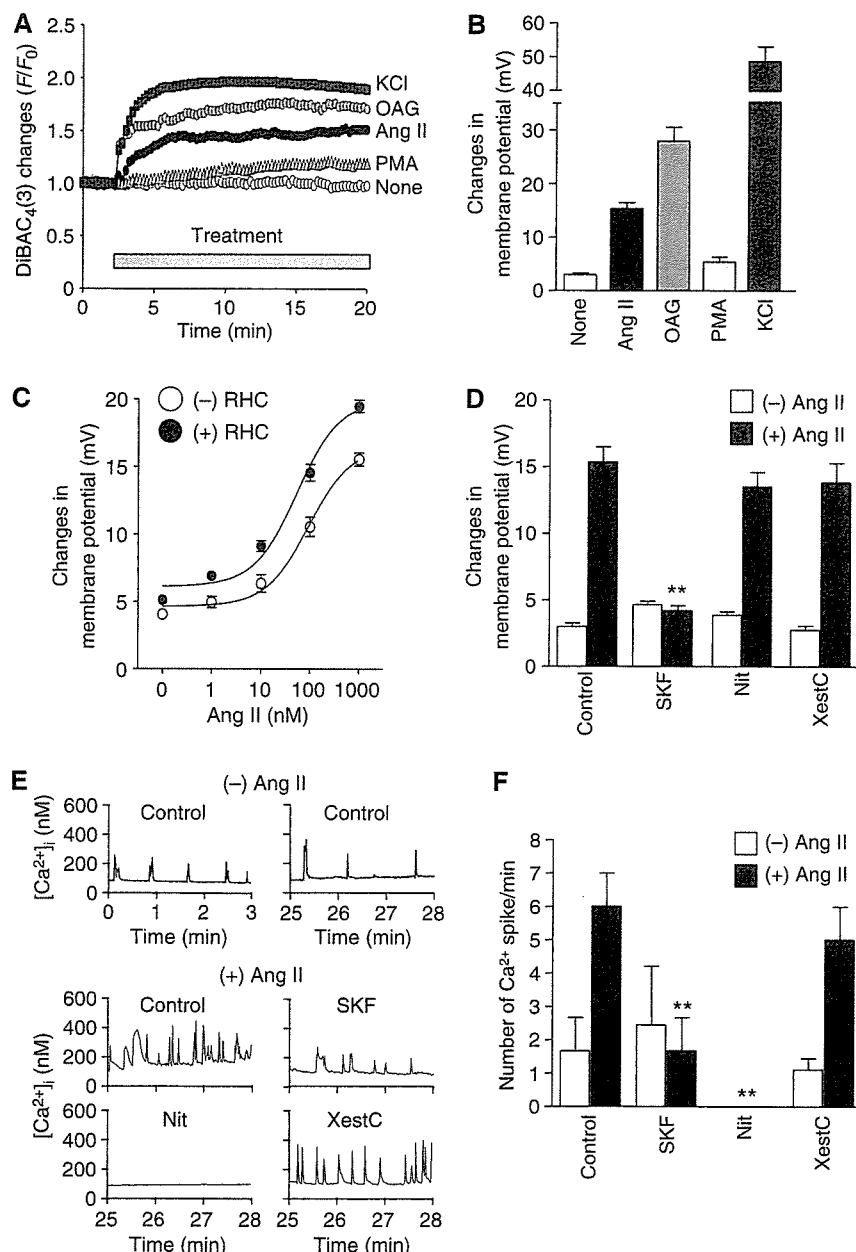 A
DiBAC₄(3) changes (F/F₀)
2.5
2.0
1.5
1.0
0.5
0
KCl
OAG
Ang II
PMA
None
Treatment
0 5 10 15 20
Time (min)
B
Changes in
membrane potential (mV)
60
50
40
30
20
10
0
None
Ang II
OAG
PMA
KCl
C
Changes in
membrane potential (mV)
20
15
10
5
0
(–) RHC
(+) RHC
0 1 10 100 1000
Ang II (nM)
D
Changes in
membrane potential (mV)
20
15
10
5
0
(–) Ang II
(+) Ang II
**
Control
SKF
Nit
XestC
E
(–) Ang II
[Ca²⁺]ᵢ (nM)
600
400
200
0
Control
Control
0 1 2 3
25 26 27 28
Time (min)
Time (min)
(+) Ang II
[Ca²⁺]ᵢ (nM)
600
400
200
0
Control
SKF
Nit
XestC
600
400
200
0
25 26 27 28
25 26 27 28
Time (min)
Time (min)
F
Number of Ca²⁺ spike/min
8
7
6
5
4
3
2
1
0
(–) Ang II
(+) Ang II
**
**
Control
SKF
Nit
XestC